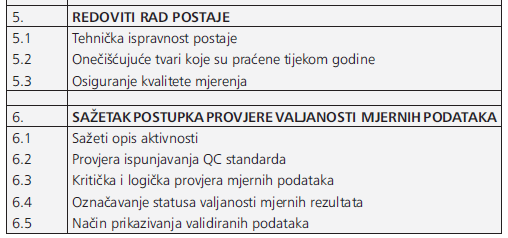 5. REDOVITI RAD POSTAJE
5.1 Tehnička ispravnost postaje
5.2 Onečišćujuće tvari koje su praćene tijekom godine
5.3 Osiguranje kvalitete mjerenja
6. SAŽETAK POSTUPKA PROVJERE VALJANOSTI MJERNIH PODATAKA
6.1 Sažeti opis aktivnosti
6.2 Provjera ispunjavanja QC standarda
6.3 Kritička i logička provjera mjernih podataka
6.4 Označavanje statusa valjanosti mjernih rezultata
6.5 Način prikazivanja validiranih podataka